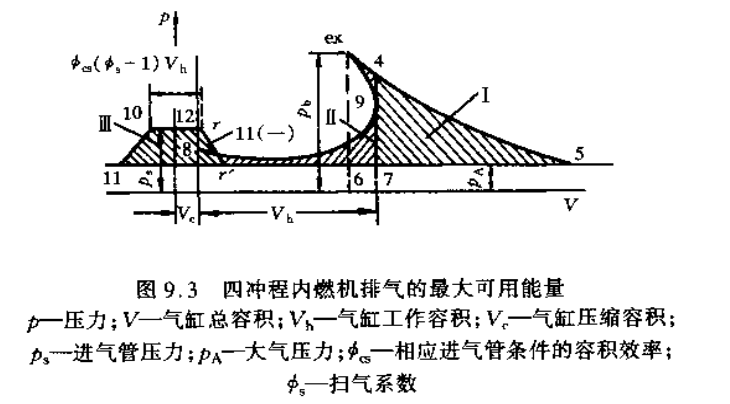 p
ex
ϕcs(ϕs－1)Vh
4
10
12
r
pb
9
I
III
11(一)
II
8
5
11
ps
r′
6
7
pA
Vc
Vh
V
图 9.3 四冲程内燃机排气的最大可用能量
p—压力；V—气缸总容积；Vh—气缸工作容积；Vc—气缸压缩容积；
ps—进气管压力；pA—大气压力；ϕcs—相应进气管条件的容积效率；
ϕs—扫气系数